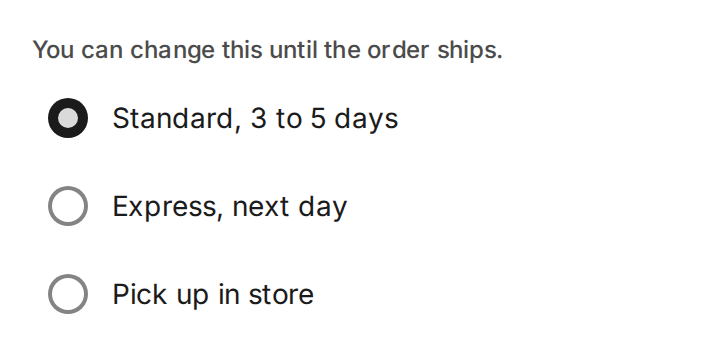 You can change this until the order ships.
Standard, 3 to 5 days
Express, next day
Pick up in store